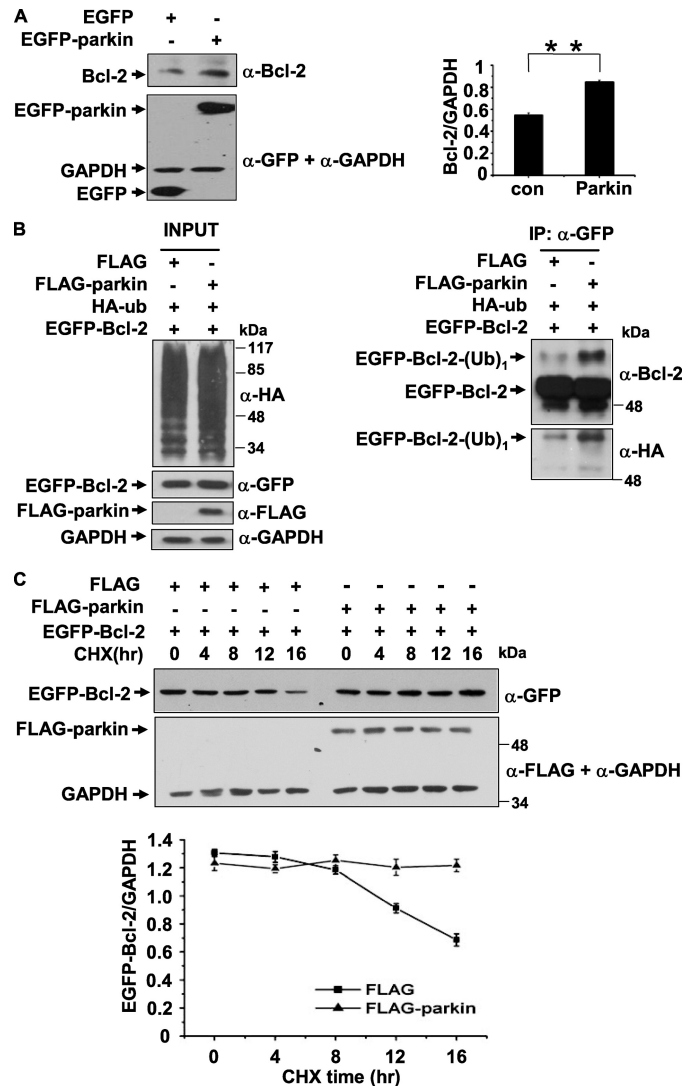 A
EGFP + -
EGFP-parkin - +
Bcl-2 α-Bcl-2
EGFP-parkin
GAPDH α-GFP + α-GAPDH
EGFP
* *
Bcl-2/GAPDH
1
0.8
0.6
0.4
0.2
0
con Parkin
B
INPUT
FLAG + -
FLAG-parkin - +
HA-ub + +
EGFP-Bcl-2 + + kDa
117
85
α-HA
48
34
EGFP-Bcl-2 α-GFP
FLAG-parkin α-FLAG
GAPDH α-GAPDH
IP: α-GFP
FLAG + -
FLAG-parkin - +
HA-ub + +
EGFP-Bcl-2 + + kDa
EGFP-Bcl-2-(Ub)1
α-Bcl-2
EGFP-Bcl-2
48
EGFP-Bcl-2-(Ub)1
α-HA
48
C
FLAG + + + + + - - - - -
FLAG-parkin - - - - - + + + + +
EGFP-Bcl-2 + + + + + + + + + +
CHX(hr) 0 4 8 12 16 0 4 8 12 16 kDa
EGFP-Bcl-2 α-GFP
FLAG-parkin
48
α-FLAG + α-GAPDH
GAPDH
34
EGFP-Bcl-2/GAPDH
1.4
1.2
1.0
0.8
0.6
0.4
0.2
0
FLAG
FLAG-parkin
0 4 8 12 16
CHX time (hr)